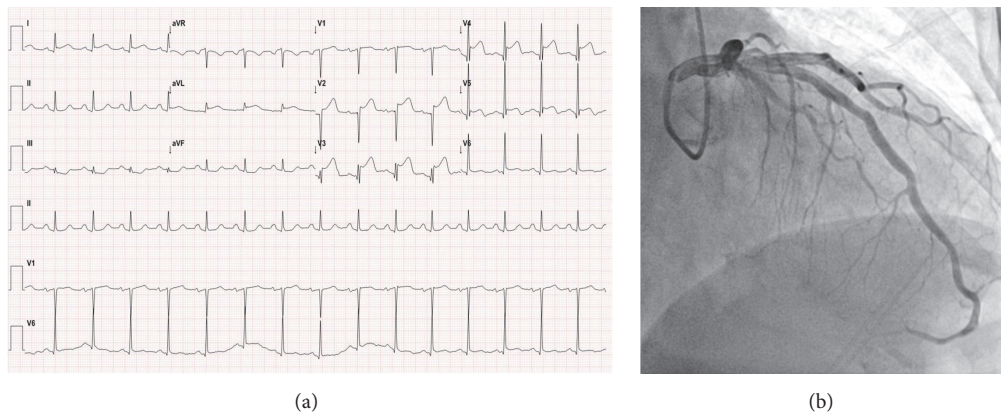 I aVR V1 V4
II aVL V2 V5
III aVF V3 V6
II
V1
V6
(a) (b)